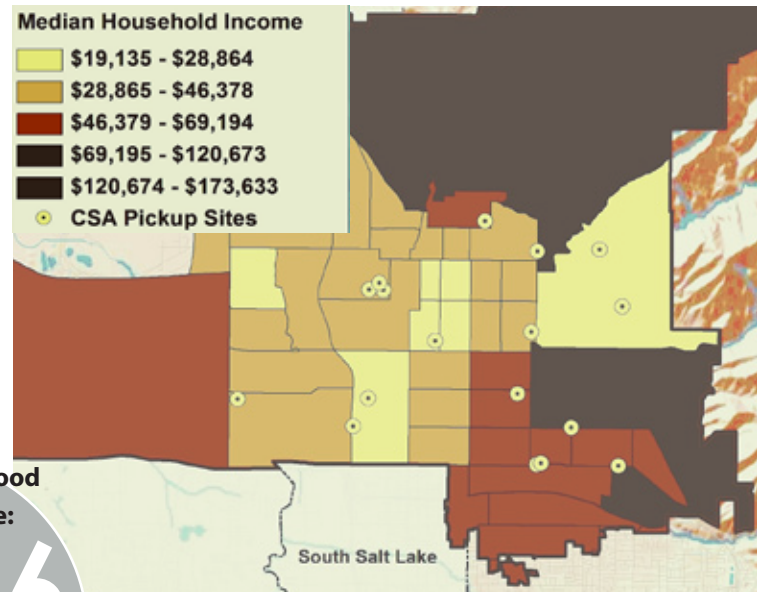 Median Household Income
$19,135 - $28,864
$28,865 - $46,378
$46,379 - $69,194
$69,195 - $120,673
$120,674 - $173,633
CSA Pickup Sites
ood
e:
6
South Salt Lake